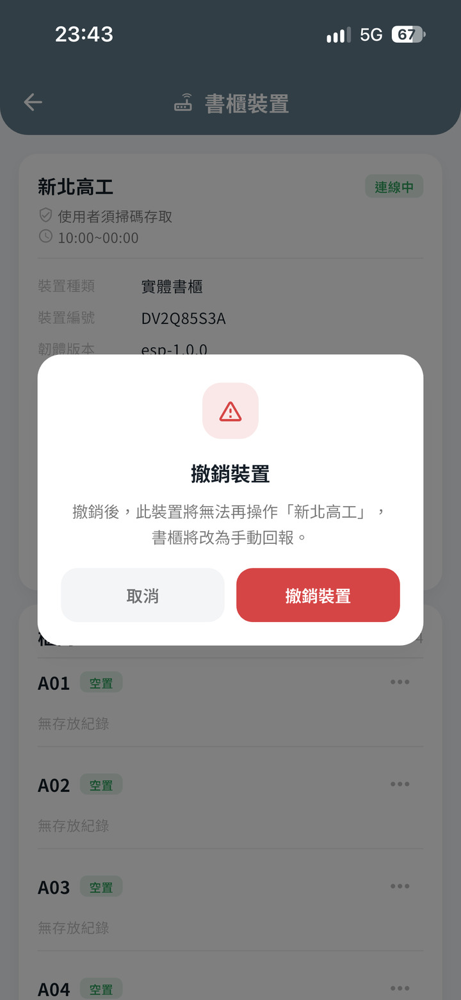 23:43
5G
67
書櫃裝置
新北高工
連線中
使用者須掃碼存取
10:00~00:00
裝置種類 實體書櫃
裝置編號 DV2Q85S3A
韌體版本 esp-1.0.0
撤銷裝置
撤銷後，此裝置將無法再操作「新北高工」，
書櫃將改為手動回報。
取消
撤銷裝置
4
A01 空置
無存放紀錄
A02 空置
無存放紀錄
A03 空置
無存放紀錄
A04 空置